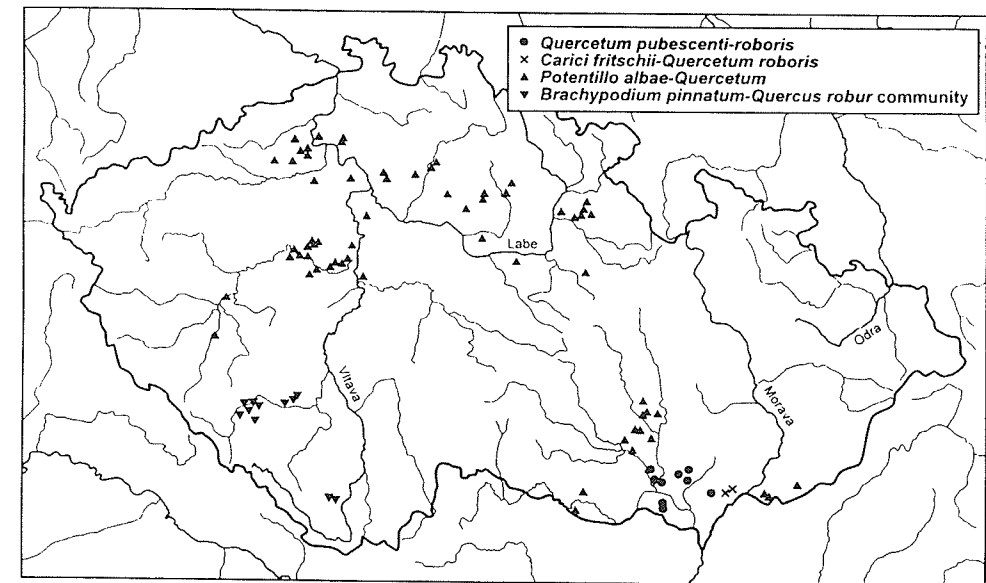 Quercetum pubescenti-roboris
Carici fritschii-Quercetum roboris
Potentillo albae-Quercetum
Brachypodium pinnatum-Quercus robur community
Labe
Odra
Vltava
Morava